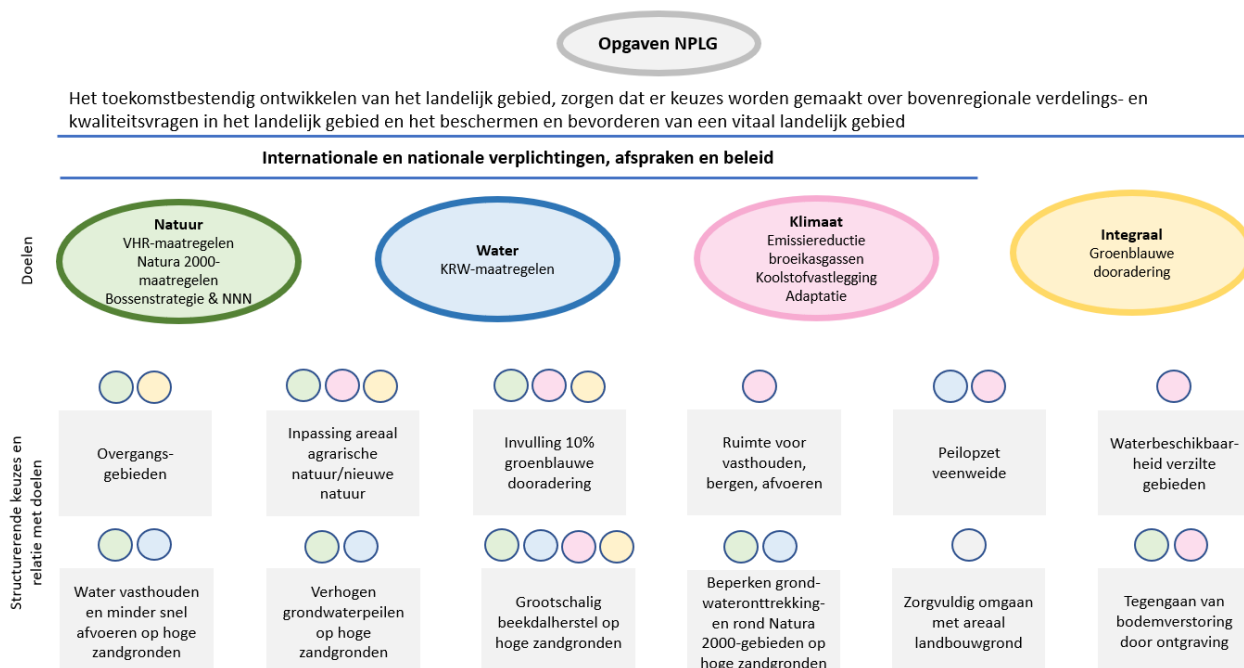 Opgaven NPLG
Het toekomstbestendig ontwikkelen van het landelijk gebied, zorgen dat er keuzes worden gemaakt over bovenregionale verdelings- en
kwaliteitsvragen in het landelijk gebied en het beschermen en bevorderen van een vitaal landelijk gebied
Internationale en nationale verplichtingen, afspraken en beleid
Doelen
Natuur
VHR-maatregelen
Natura 2000-
maatregelen
Bossenstrategie & NNN
Water
KRW-maatregelen
Klimaat
Emissiereductie
broeikasgassen
Koolstofvastlegging
Adaptatie
Integraal
Groenblauwe
dooradering
Structurerende keuzes en
relatie met doelen
Overgangs-
gebieden
Inpassing areaal
agrarische
natuur/nieuwe
natuur
Invulling 10%
groenblauwe
dooradering
Ruimte voor
vasthouden,
bergen, afvoeren
Peilopzet
veenweide
Waterbeschikbaar-
heid verzilte
gebieden
Water vasthouden
en minder snel
afvoeren op hoge
zandgronden
Verhogen
grondwaterpeilen
op hoge
zandgronden
Grootschalig
beekdalherstel op
hoge zandgronden
Beperken grond-
wateronttrekking-
en rond Natura
2000-gebieden op
hoge zandgronden
Zorgvuldig omgaan
met areaal
landbouwgrond
Tegengaan van
bodemverstoring
door ontgraving